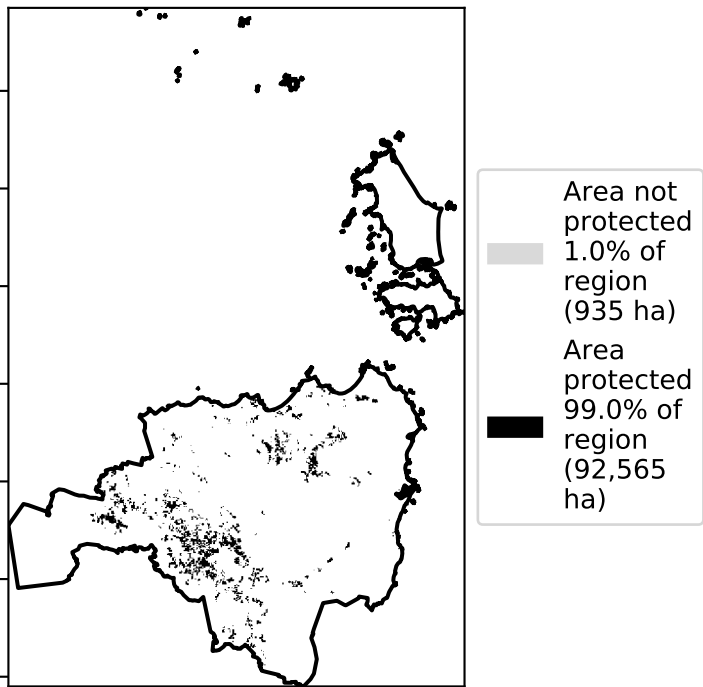 Area not
protected
1.0% of
region
(935 ha)
Area
protected
99.0% of
region
(92,565
ha)